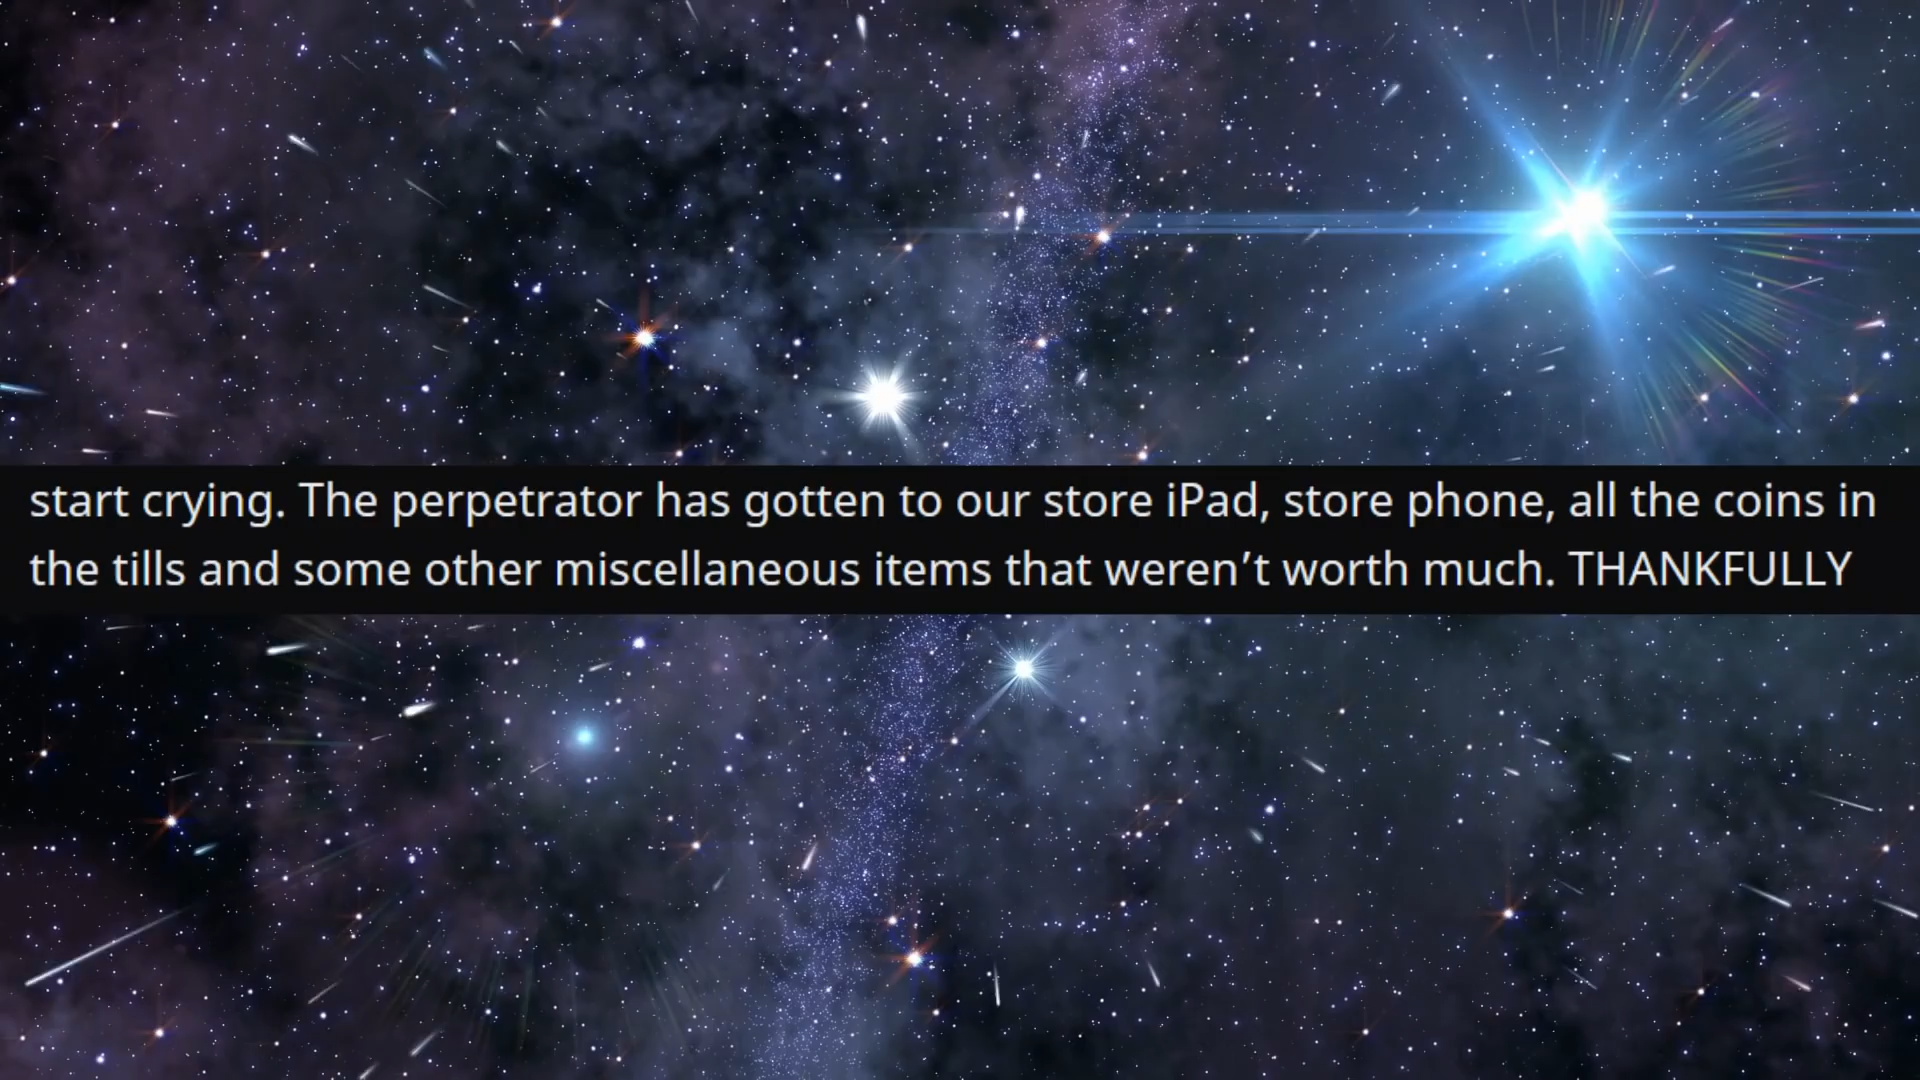 start crying. The perpetrator has gotten to our store iPad, store phone, all the coins in
the tills and some other miscellaneous items that weren’t worth much. THANKFULLY